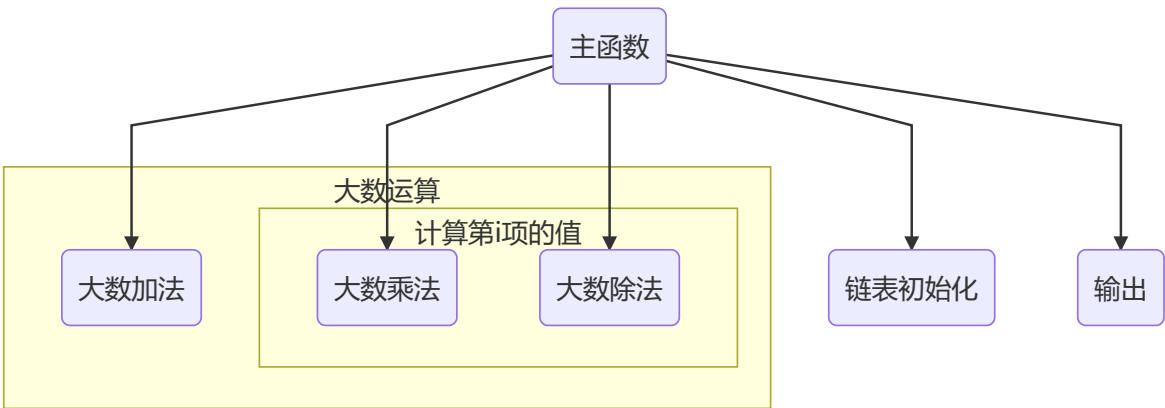 主函数
大数运算
计算第i项的值
大数加法
大数乘法
大数除法
链表初始化
输出